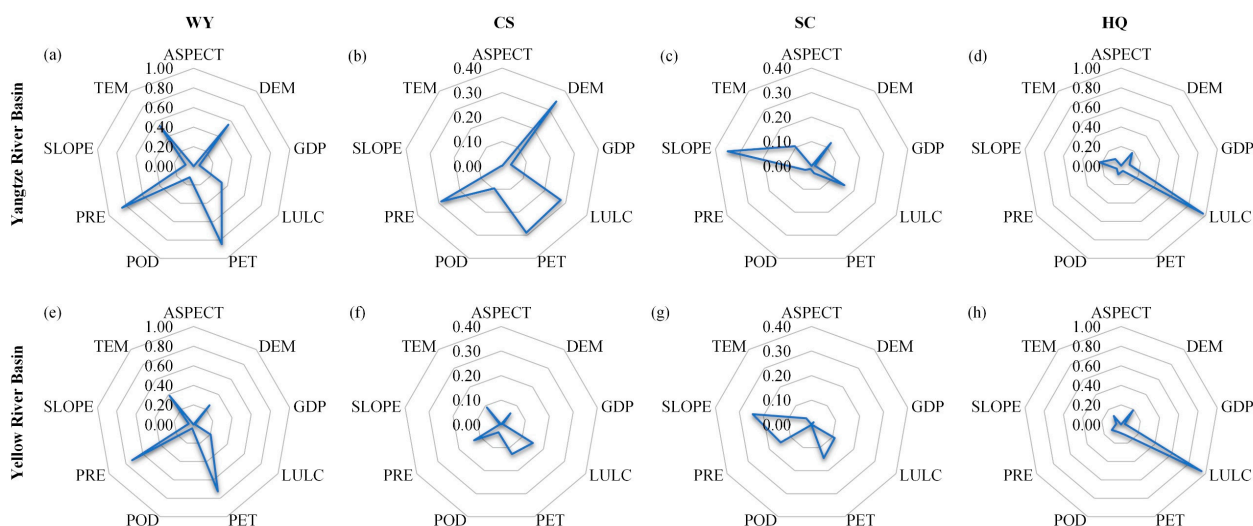 WY CS SC HQ
Yangtze River Basin
(a)
ASPECT
DEM
GDP
LULC
PET
POD
PRE
SLOPE
TEM
1.00
0.80
0.60
0.40
0.20
0.00
(b)
ASPECT
DEM
GDP
LULC
PET
POD
PRE
SLOPE
TEM
0.40
0.30
0.20
0.10
0.00
(c)
ASPECT
DEM
GDP
LULC
PET
POD
PRE
SLOPE
TEM
0.40
0.30
0.20
0.10
0.00
(d)
ASPECT
DEM
GDP
LULC
PET
POD
PRE
SLOPE
TEM
1.00
0.80
0.60
0.40
0.20
0.00
Yellow River Basin
(e)
ASPECT
DEM
GDP
LULC
PET
POD
PRE
SLOPE
TEM
1.00
0.80
0.60
0.40
0.20
0.00
(f)
ASPECT
DEM
GDP
LULC
PET
POD
PRE
SLOPE
TEM
0.40
0.30
0.20
0.10
0.00
(g)
ASPECT
DEM
GDP
LULC
PET
POD
PRE
SLOPE
TEM
0.40
0.30
0.20
0.10
0.00
(h)
ASPECT
DEM
GDP
LULC
PET
POD
PRE
SLOPE
TEM
1.00
0.80
0.60
0.40
0.20
0.00